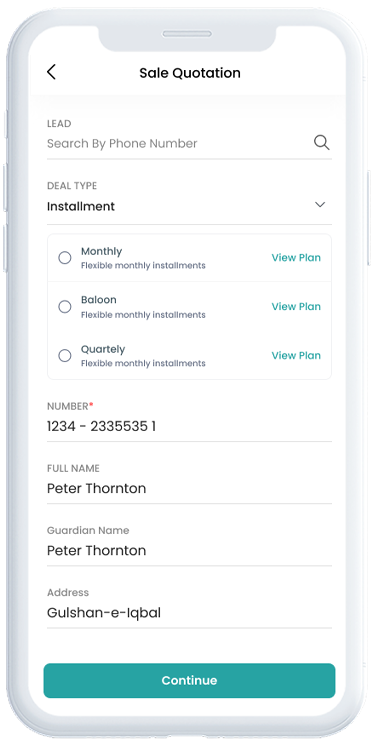 Sale Quotation
LEAD
Search By Phone Number
DEAL TYPE
Installment
Monthly
Flexible monthly installments
View Plan
Baloon
Flexible monthly installments
View Plan
Quartely
Flexible monthly installments
View Plan
NUMBER*
1234 - 2335535 1
FULL NAME
Peter Thornton
Guardian Name
Peter Thornton
Address
Gulshan-e-Iqbal
Continue